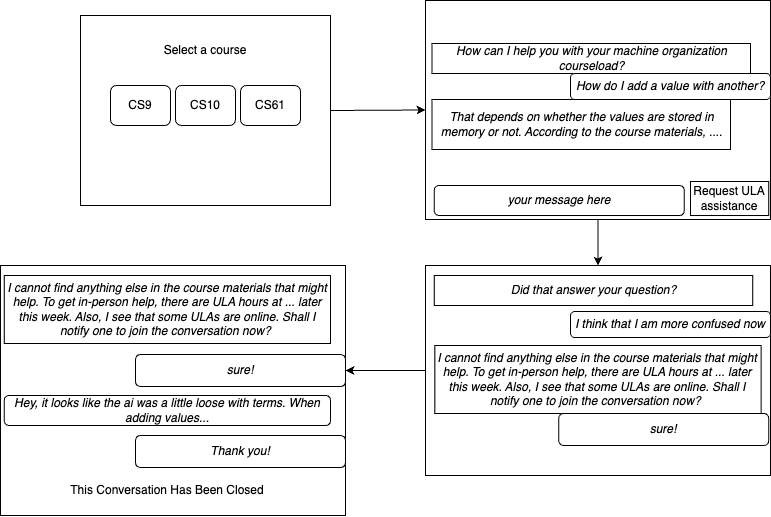 Select a course
CS9
CS10
CS61
How can I help you with your machine organization
courseload?
How do I add a value with another?
That depends on whether the values are stored in
memory or not. According to the course materials, ....
your message here
Request ULA
assistance
Did that answer your question?
I think that I am more confused now
I cannot find anything else in the course materials that might
help. To get in-person help, there are ULA hours at ... later
this week. Also, I see that some ULAs are online. Shall I
notify one to join the conversation now?
sure!
I cannot find anything else in the course materials that might
help. To get in-person help, there are ULA hours at ... later
this week. Also, I see that some ULAs are online. Shall I
notify one to join the conversation now?
sure!
Hey, it looks like the ai was a little loose with terms. When
adding values...
Thank you!
This Conversation Has Been Closed